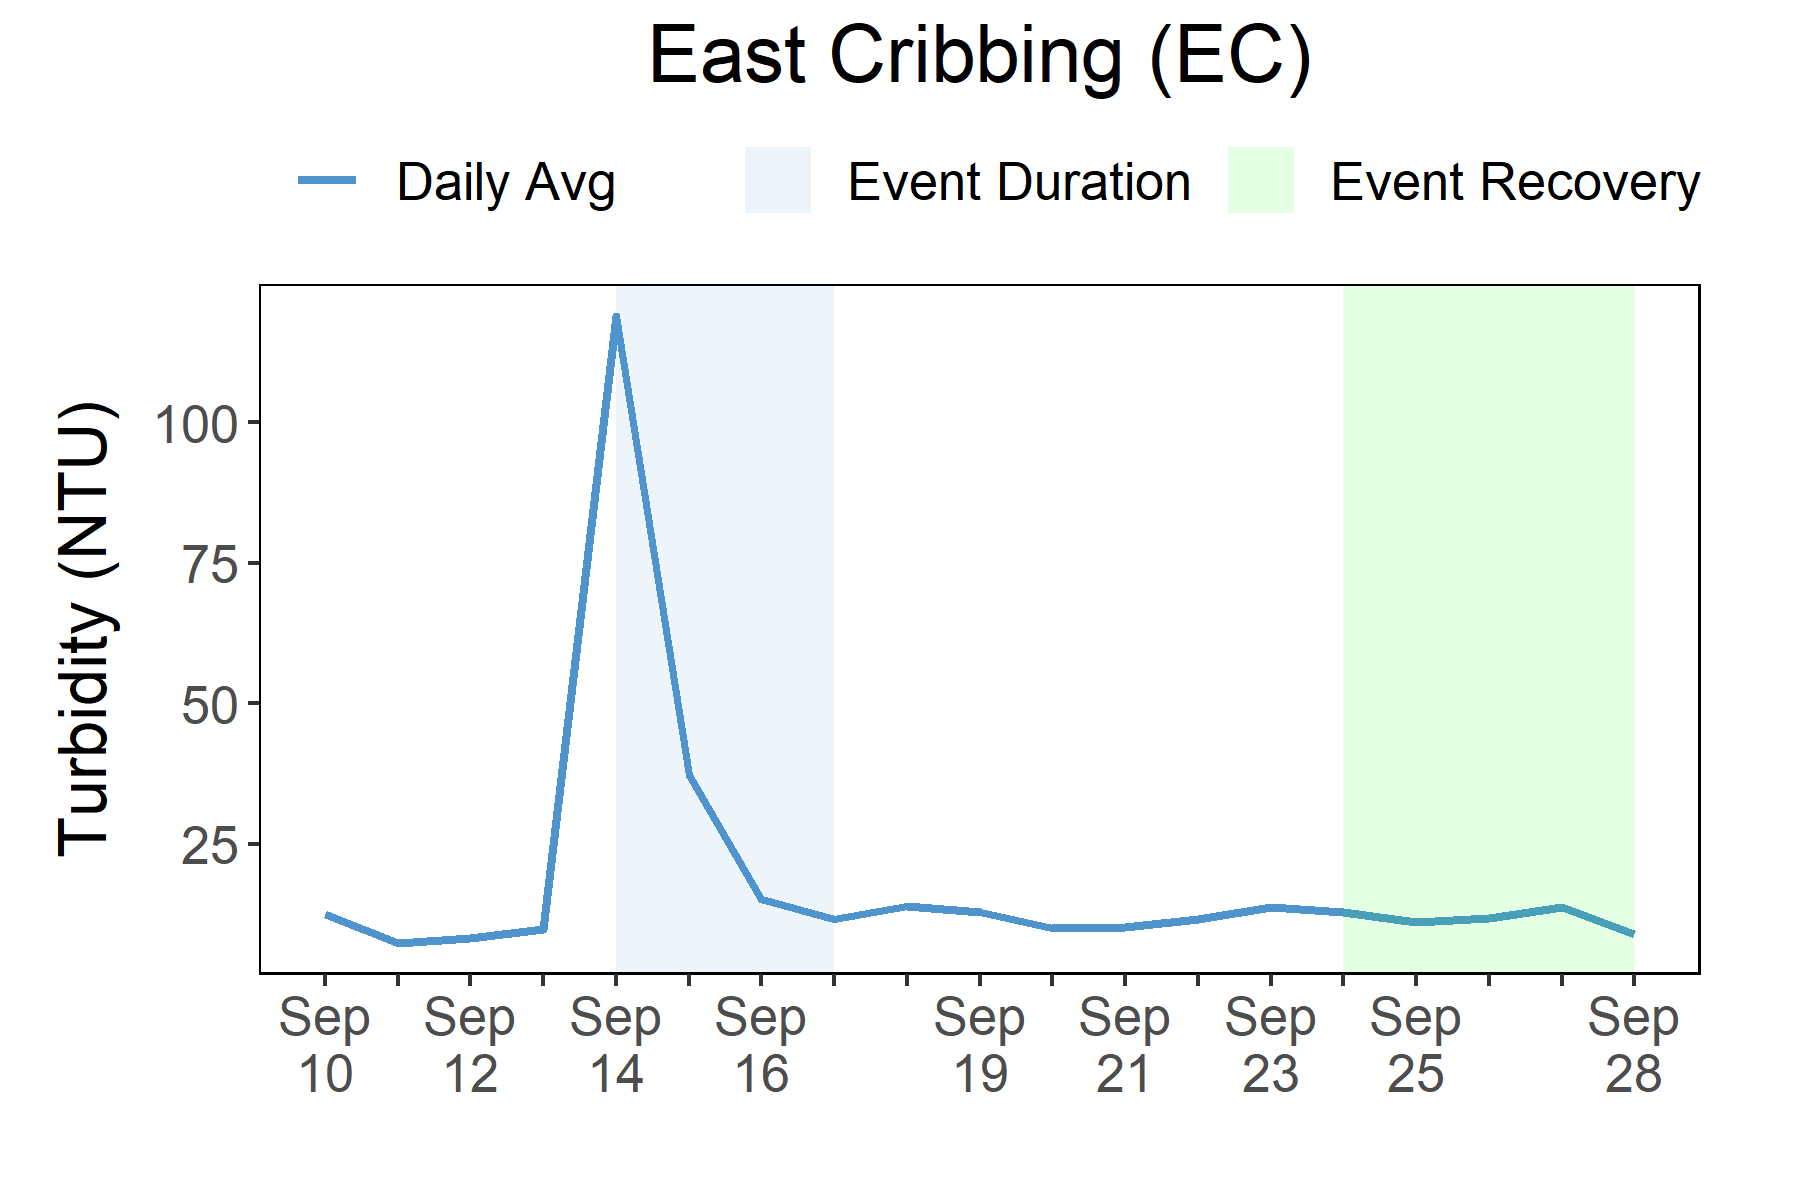 East Cribbing (EC)
Daily Avg Event Duration Event Recovery
Turbidity (NTU)
100
75
50
25
Sep Sep Sep Sep Sep Sep Sep Sep Sep
10 12 14 16 19 21 23 25 28